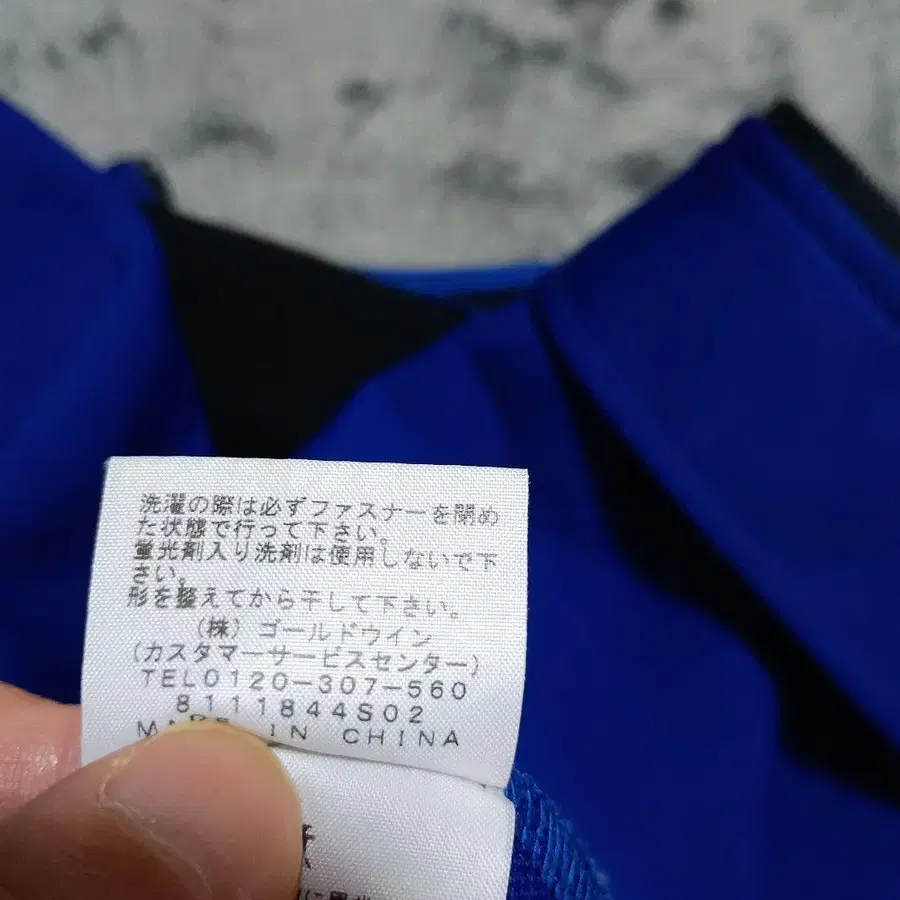 洗濯の際は必ずファスナーを閉め
た状態で行って下さい。
蛍光剤入り洗剤は使用しないで下
さい。
形を整えてから干して下さい。
(株) ゴールドウイン
(カスタマーサービスセンター)
TEL0120-307-560
8111844S02
MADE IN CHINA